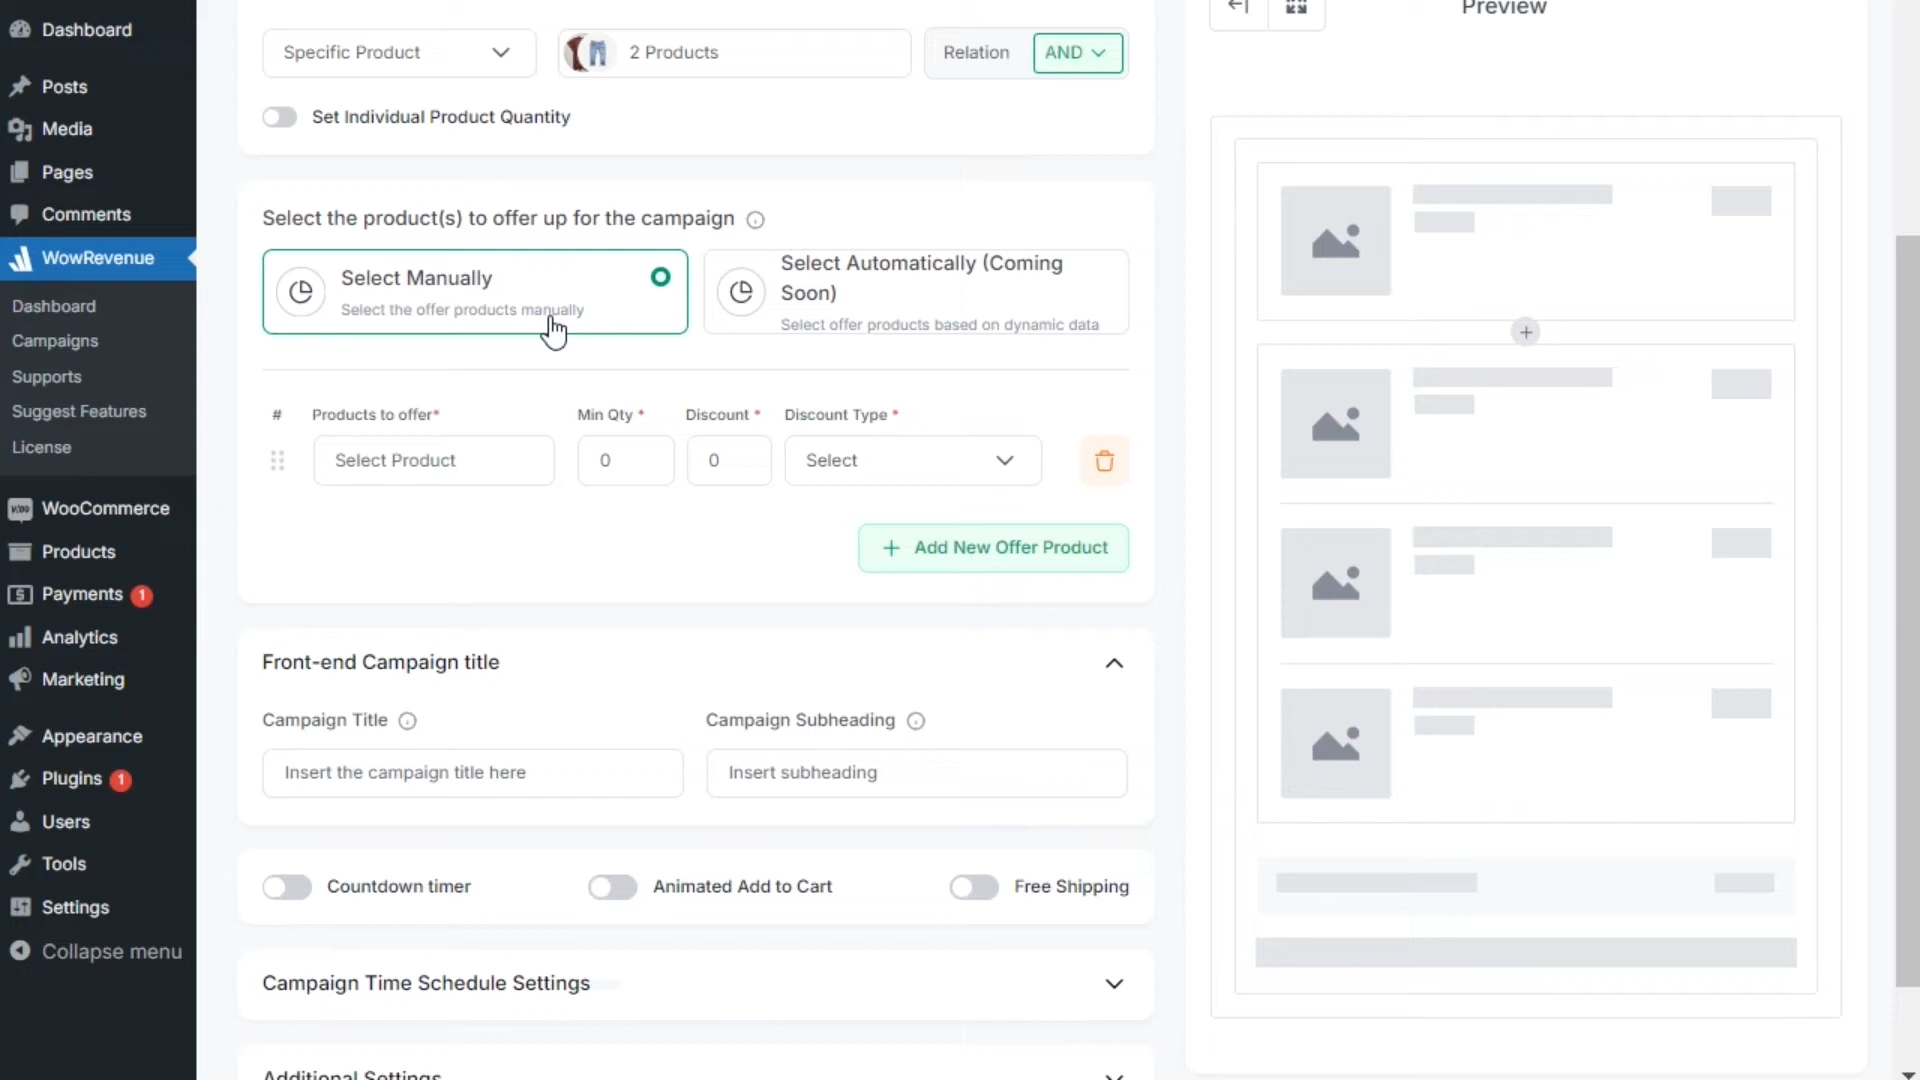 Dashboard
Posts
Media
Pages
Comments
WowRevenue
Dashboard
Campaigns
Supports
Suggest Features
License
WooCommerce
Products
Payments 1
Analytics
Marketing
Appearance
Plugins 1
Users
Tools
Settings
Collapse menu
Specific Product
2 Products
Relation
AND
Set Individual Product Quantity
Select the product(s) to offer up for the campaign
Select Manually
Select the offer products manually
Select Automatically (Coming
Soon)
Select offer products based on dynamic data
# Products to offer* Min Qty * Discount * Discount Type *
Select Product 0 0 Select
+ Add New Offer Product
Front-end Campaign title
Campaign Title
Campaign Subheading
Insert the campaign title here
Insert subheading
Countdown timer
Animated Add to Cart
Free Shipping
Campaign Time Schedule Settings
Additional Settings
Preview